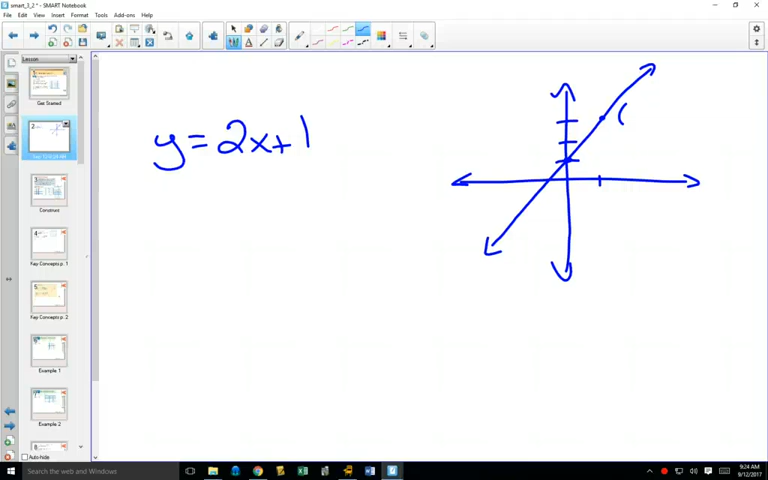 smart_3_2 * - SMART Notebook
File Edit View Insert Format Tools Add-ons Help
Lesson
y = 2x + 1
(
Get Started
Construct
Key Concepts p. 1
Key Concepts p. 2
Example 1
Example 2
Auto-hide
Search the web and Windows
9:24 AM
9/12/2017